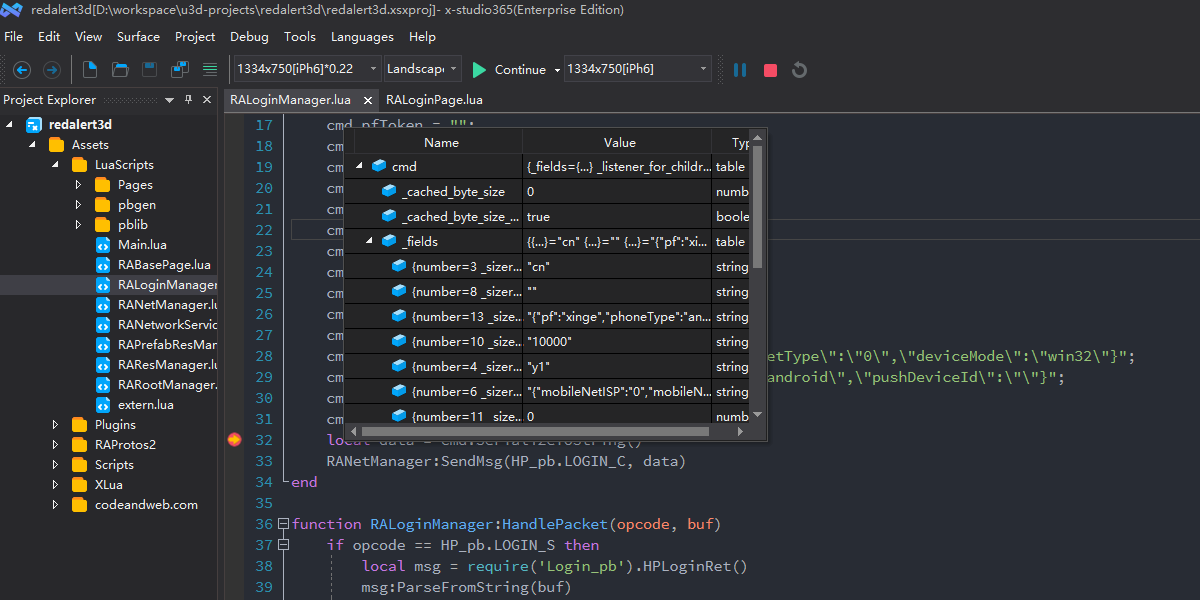 redalert3d[D:\workspace\u3d-projects\redalert3d\redalert3d.xsxproj]- x-studio365(Enterprise Edition)
File Edit View Surface Project Debug Tools Languages Help
1334x750[iPh6]*0.22 Landscap Continue 1334x750[iPh6]
Project Explorer
RALoginManager.lua RALoginPage.lua
redalert3d
Assets
LuaScripts
Pages
pbgen
pblib
Main.lua
RABasePage.lua
RALoginManager
RANetManager.lu
RANetworkServic
RAPrefabResMan
RAResManager.lu
RARootManager.
extern.lua
Plugins
RAProtos2
Scripts
XLua
codeandweb.com
17 cmd.pfToken = "";
18 cm
19 cm
20 cm
21 cm
22 cm
23 cm
24 cm
25 cm
26 cm
27 cm
28 cm etType\":\"0\",\"deviceMode\":\"win32\"}";
29 cm android\",\"pushDeviceId\":\"\"}";
30 cm
31 cm
32 local data = cmd:SerializeToString()
33 RANetManager:SendMsg(HP_pb.LOGIN_C, data)
34 end
35
36 function RALoginManager:HandlePacket(opcode, buf)
37 if opcode == HP_pb.LOGIN_S then
38 local msg = require('Login_pb').HPLoginRet()
39 msg:ParseFromString(buf)
Name Value Typ
cmd {_fields={...} _listener_for_childr... table
_cached_byte_size 0 numb
_cached_byte_size_... true boole
_fields {{...}="cn" {...}="" {...}="{"pf":"xi... table
{number=3 _sizer... "cn" string
{number=8 _sizer... "" string
{number=13 _size... "{"pf":"xinge","phoneType":"an... string
{number=10 _size... "10000" string
{number=4 _sizer... "y1" string
{number=6 _sizer... "{"mobileNetISP":"0","mobileN... string
{number=11 _size... 0 numb